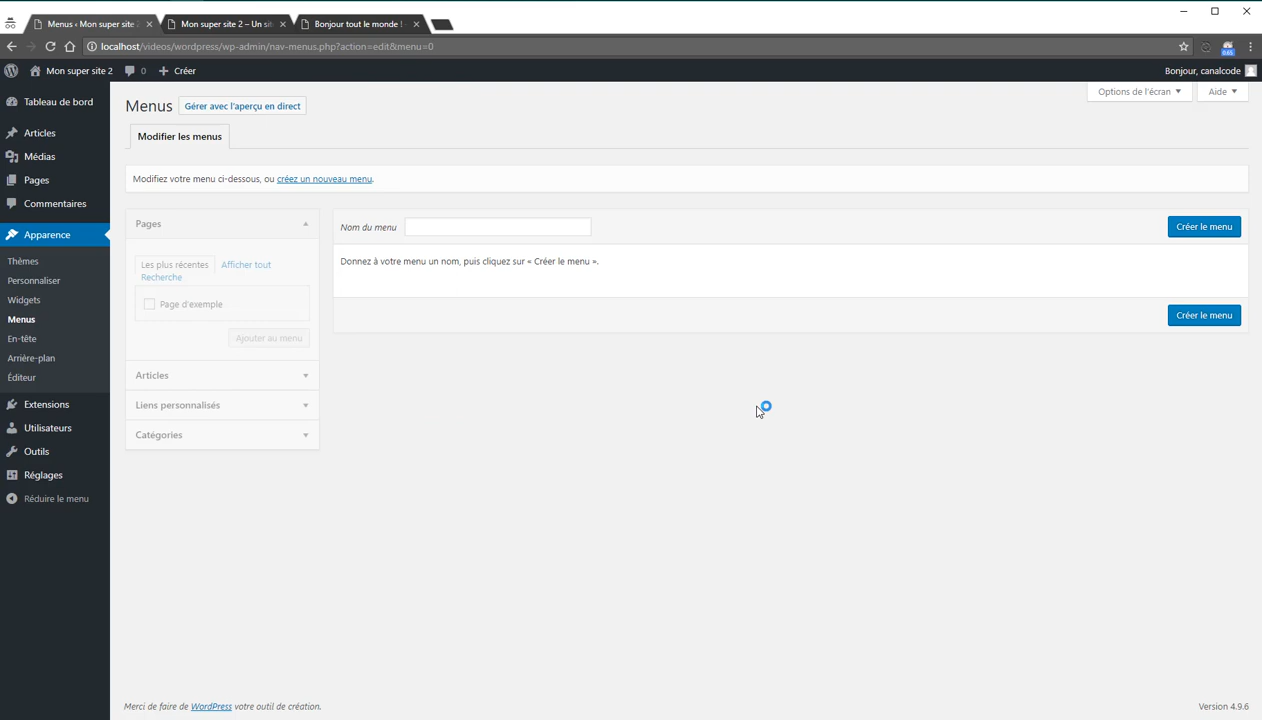 Menus ‹ Mon super site 2
Mon super site 2 – Un sit
Bonjour tout le monde !
localhost/videos/wordpress/wp-admin/nav-menus.php?action=edit&menu=0
0.65
Mon super site 2
0
Créer
Bonjour, canalcode
Tableau de bord
Articles
Médias
Pages
Commentaires
Apparence
Thèmes
Personnaliser
Widgets
Menus
En-tête
Arrière-plan
Éditeur
Extensions
Utilisateurs
Outils
Réglages
Réduire le menu
Options de l'écran
Aide
Menus
Gérer avec l'aperçu en direct
Modifier les menus
Modifiez votre menu ci-dessous, ou créez un nouveau menu.
Pages
Les plus récentes
Afficher tout
Recherche
Page d'exemple
Ajouter au menu
Articles
Liens personnalisés
Catégories
Nom du menu
Créer le menu
Donnez à votre menu un nom, puis cliquez sur « Créer le menu ».
Créer le menu
Merci de faire de WordPress votre outil de création.
Version 4.9.6